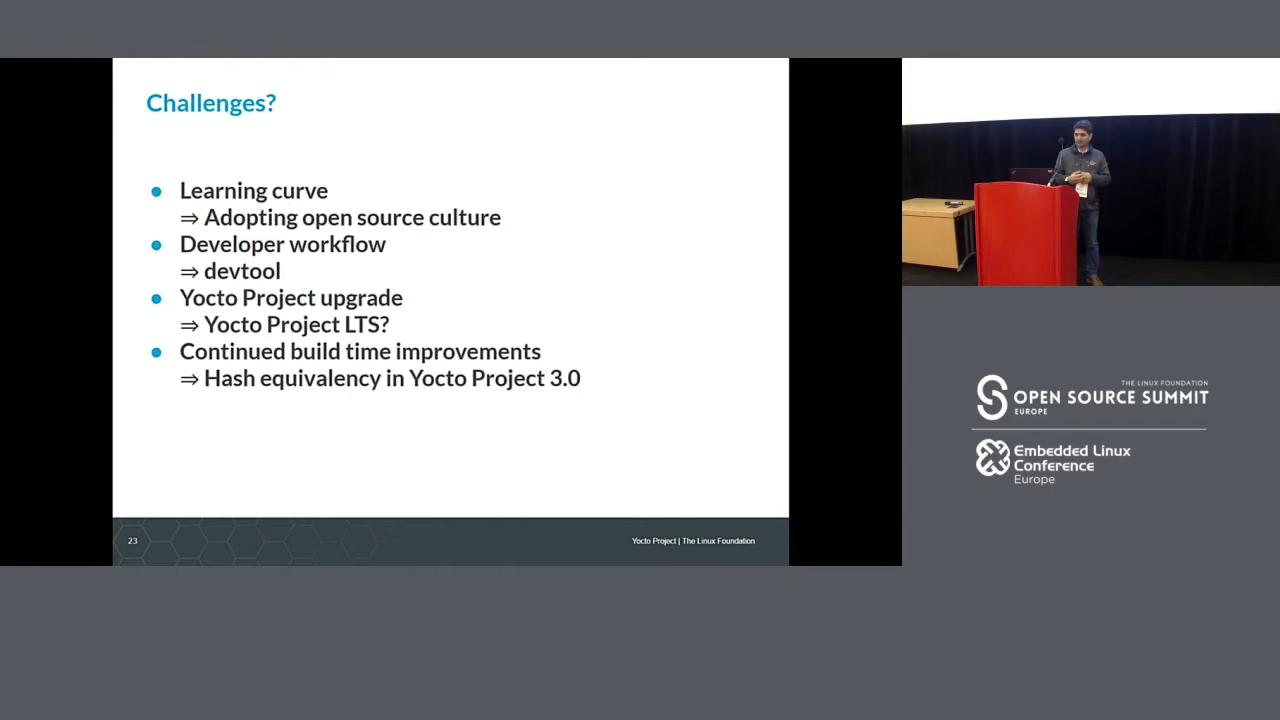 Challenges?
● Learning curve
⇒ Adopting open source culture
● Developer workflow
⇒ devtool
● Yocto Project upgrade
⇒ Yocto Project LTS?
● Continued build time improvements
⇒ Hash equivalency in Yocto Project 3.0
23
Yocto Project | The Linux Foundation
THE LINUX FOUNDATION
OPEN SOURCE SUMMIT
EUROPE
Embedded Linux
Conference
Europe